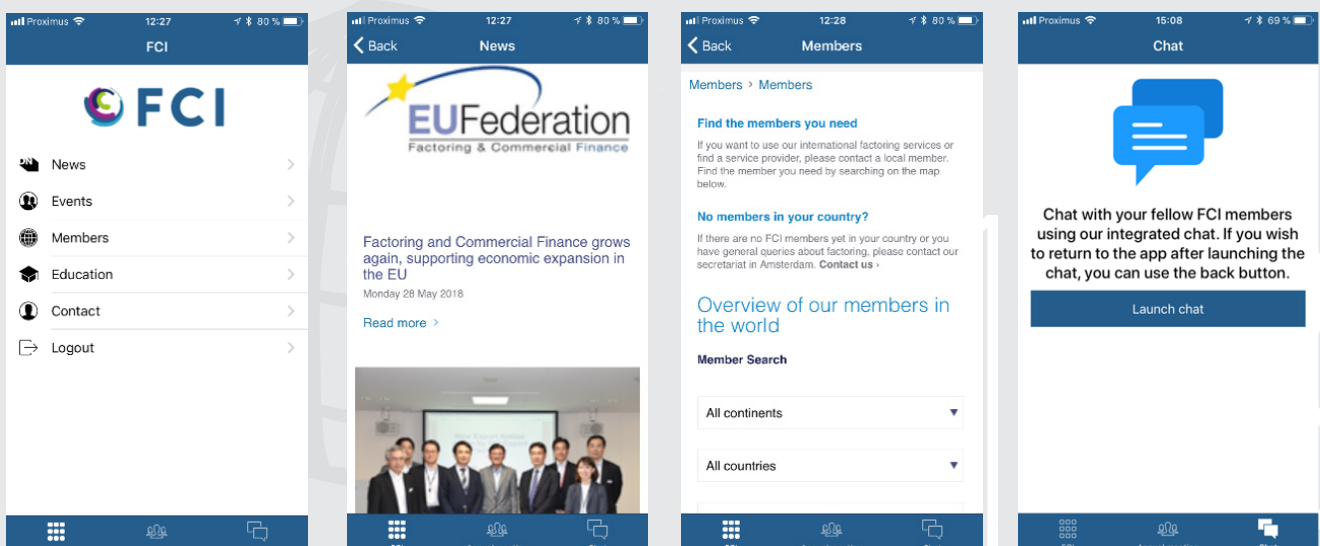 Proximus 12:27 80 %
FCI
FCI
News
Events
Members
Education
Contact
Logout
Proximus 12:27 80 %
Back News
EUFederation
Factoring & Commercial Finance
Factoring and Commercial Finance grows
again, supporting economic expansion in
the EU
Monday 28 May 2018
Read more >
Proximus 12:28 80 %
Back Members
Members > Members
Find the members you need
If you want to use our international factoring services or
find a service provider, please contact a local member.
Find the member you need by searching on the map
below.
No members in your country?
If there are no FCI members yet in your country or you
have general queries about factoring, please contact our
secretariat in Amsterdam. Contact us ›
Overview of our members in
the world
Member Search
All continents
All countries
Proximus 15:08 69 %
Chat
Chat with your fellow FCI members
using our integrated chat. If you wish
to return to the app after launching the
chat, you can use the back button.
Launch chat